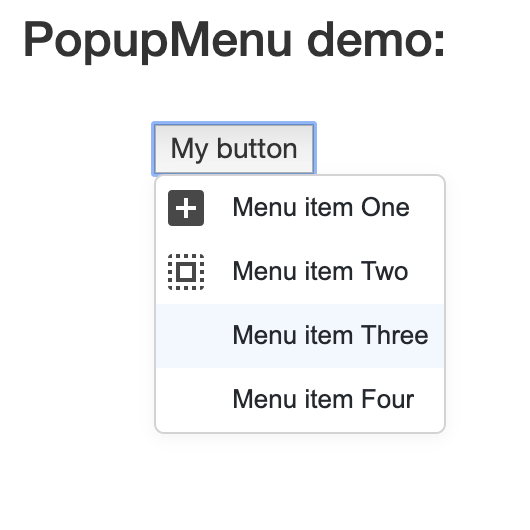 PopupMenu demo:
My button
Menu item One
Menu item Two
Menu item Three
Menu item Four